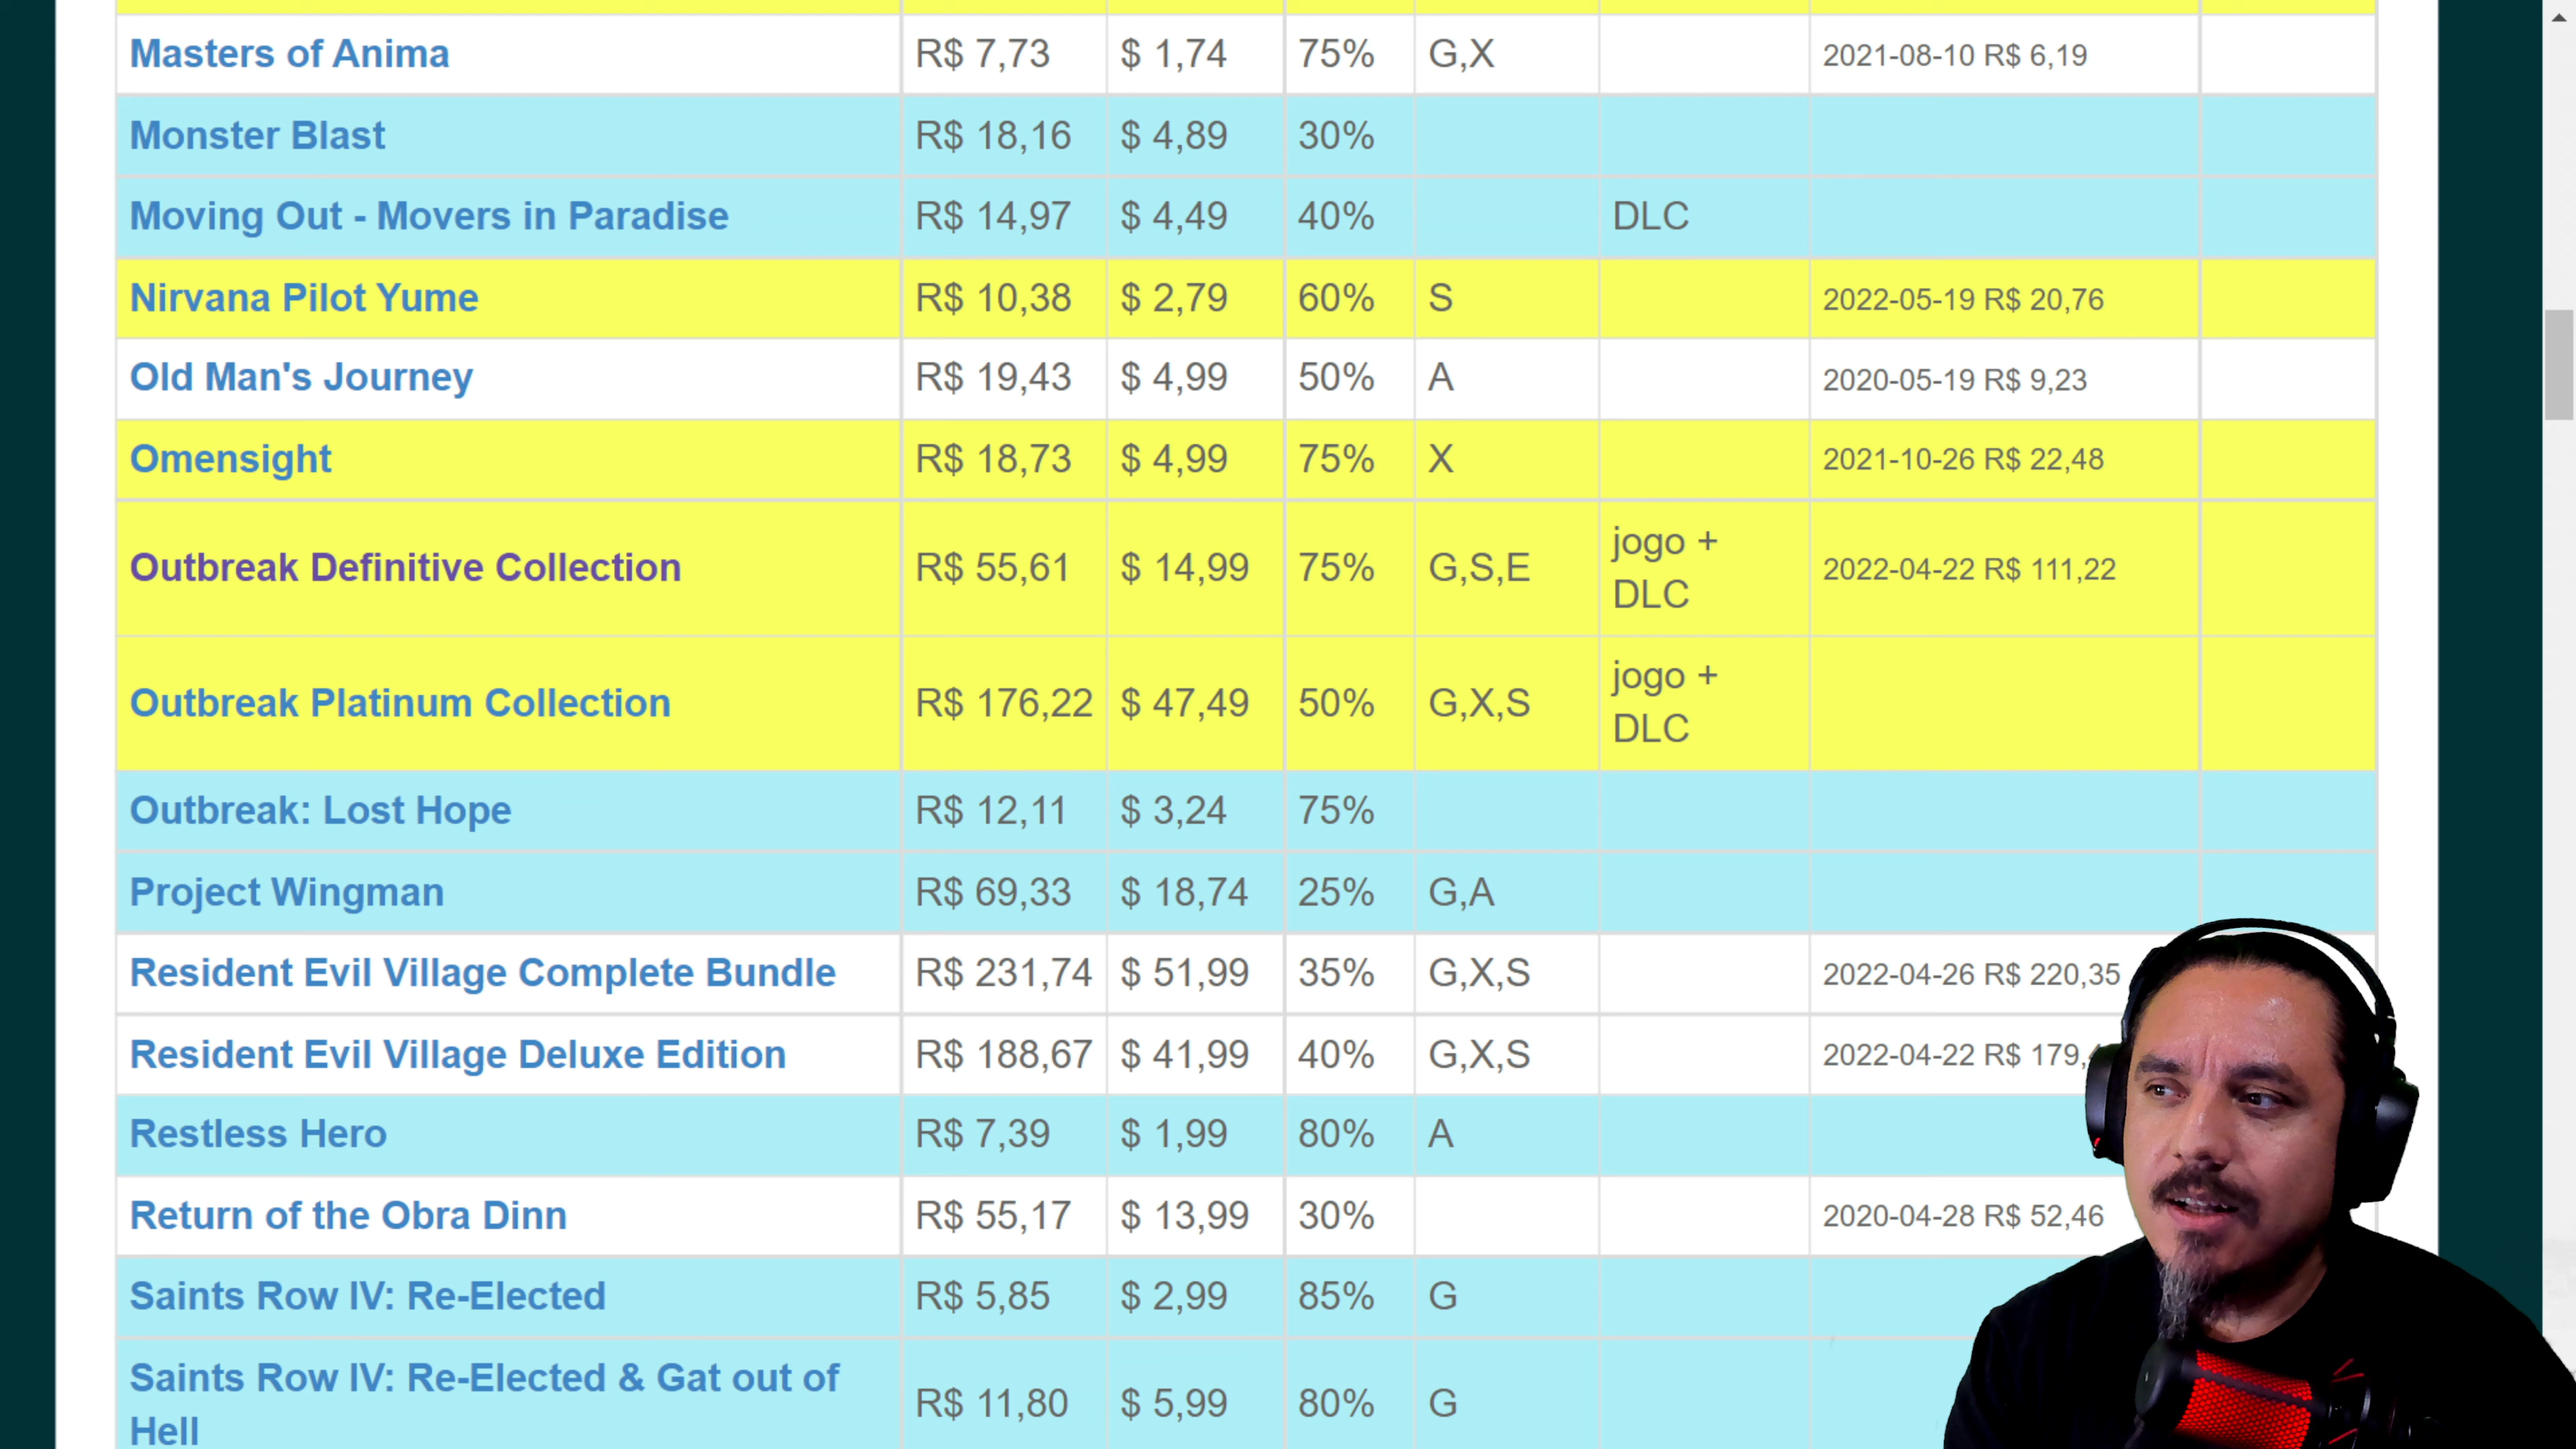 Masters of Anima R$ 7,73 $ 1,74 75% G,X 2021-08-10 R$ 6,19
Monster Blast R$ 18,16 $ 4,89 30%
Moving Out - Movers in Paradise R$ 14,97 $ 4,49 40% DLC
Nirvana Pilot Yume R$ 10,38 $ 2,79 60% S 2022-05-19 R$ 20,76
Old Man's Journey R$ 19,43 $ 4,99 50% A 2020-05-19 R$ 9,23
Omensight R$ 18,73 $ 4,99 75% X 2021-10-26 R$ 22,48
Outbreak Definitive Collection R$ 55,61 $ 14,99 75% G,S,E jogo + 2022-04-22 R$ 111,22
DLC
Outbreak Platinum Collection R$ 176,22 $ 47,49 50% G,X,S jogo +
DLC
Outbreak: Lost Hope R$ 12,11 $ 3,24 75%
Project Wingman R$ 69,33 $ 18,74 25% G,A
Resident Evil Village Complete Bundle R$ 231,74 $ 51,99 35% G,X,S 2022-04-26 R$ 220,35
Resident Evil Village Deluxe Edition R$ 188,67 $ 41,99 40% G,X,S 2022-04-22 R$ 179,
Restless Hero R$ 7,39 $ 1,99 80% A
Return of the Obra Dinn R$ 55,17 $ 13,99 30% 2020-04-28 R$ 52,46
Saints Row IV: Re-Elected R$ 5,85 $ 2,99 85% G
Saints Row IV: Re-Elected & Gat out of R$ 11,80 $ 5,99 80% G
Hell